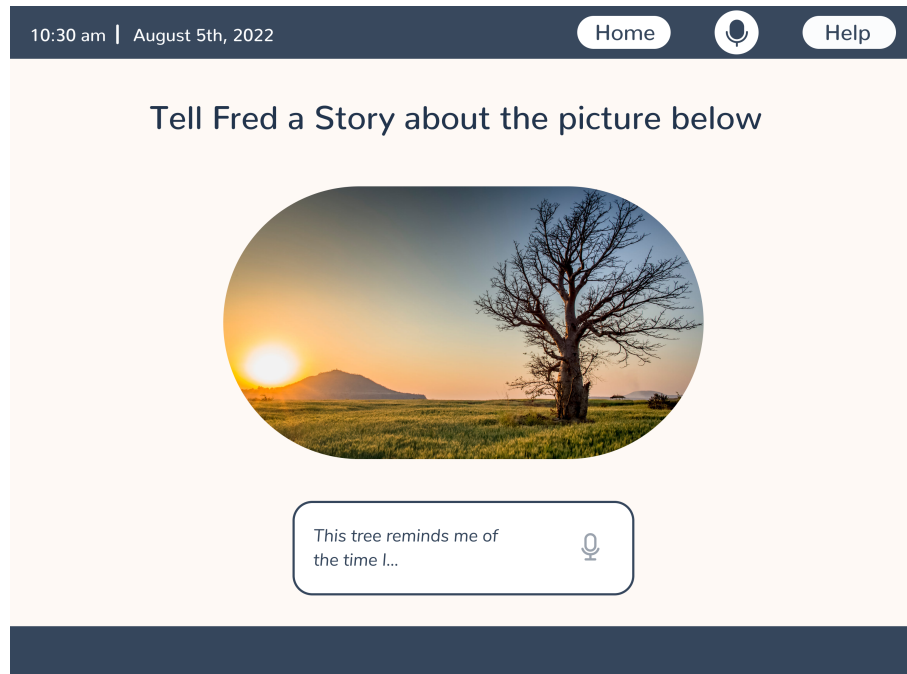 10:30 am | August 5th, 2022
Home
Help
Tell Fred a Story about the picture below
This tree reminds me of
the time I...